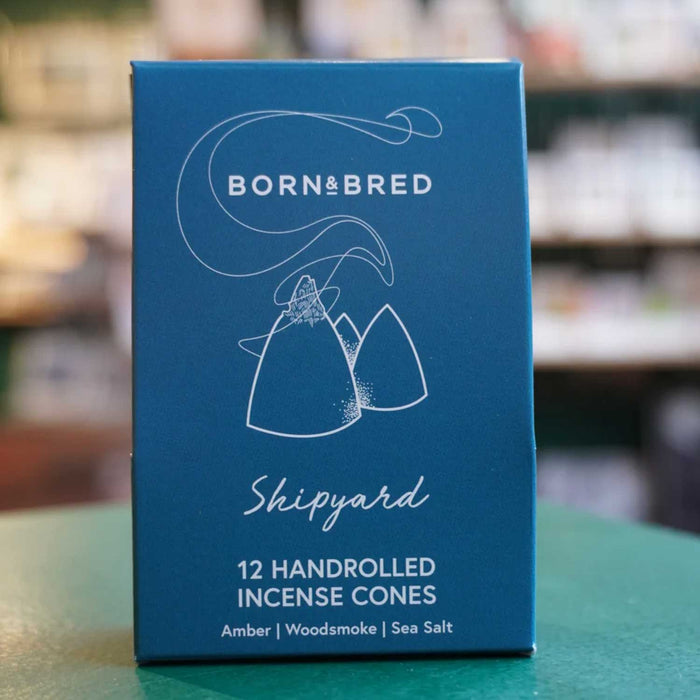 BORN&BRED
Shipyard
12 HANDROLLED
INCENSE CONES
Amber | Woodsmoke | Sea Salt